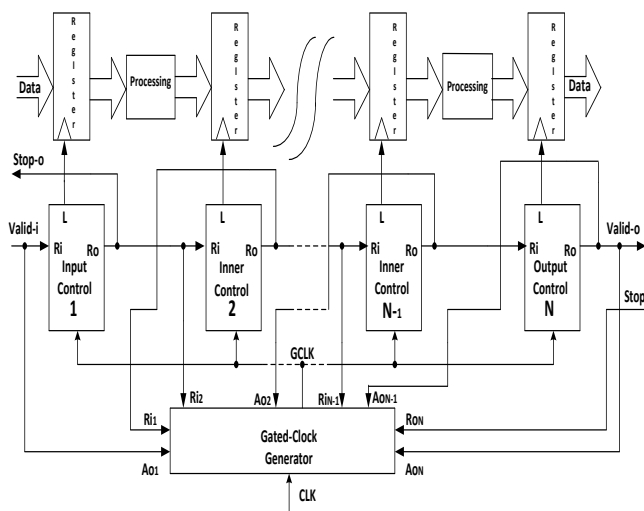 RegIster
RegIster
RegIster
RegIster
Data
Processing
Processing
Data
Stop-o
Valid-i
L
Ri
Ro
Input
Control
1
L
Ri
Ro
Inner
Control
2
L
Ri
Ro
Inner
Control
N-1
L
Ri
Ro
Output
Control
N
Valid-o
Stop
GCLK
Ri1
Ri2
Ao2
RiN-1
AoN-1
RoN
Ao1
Gated-Clock
Generator
AoN
CLK